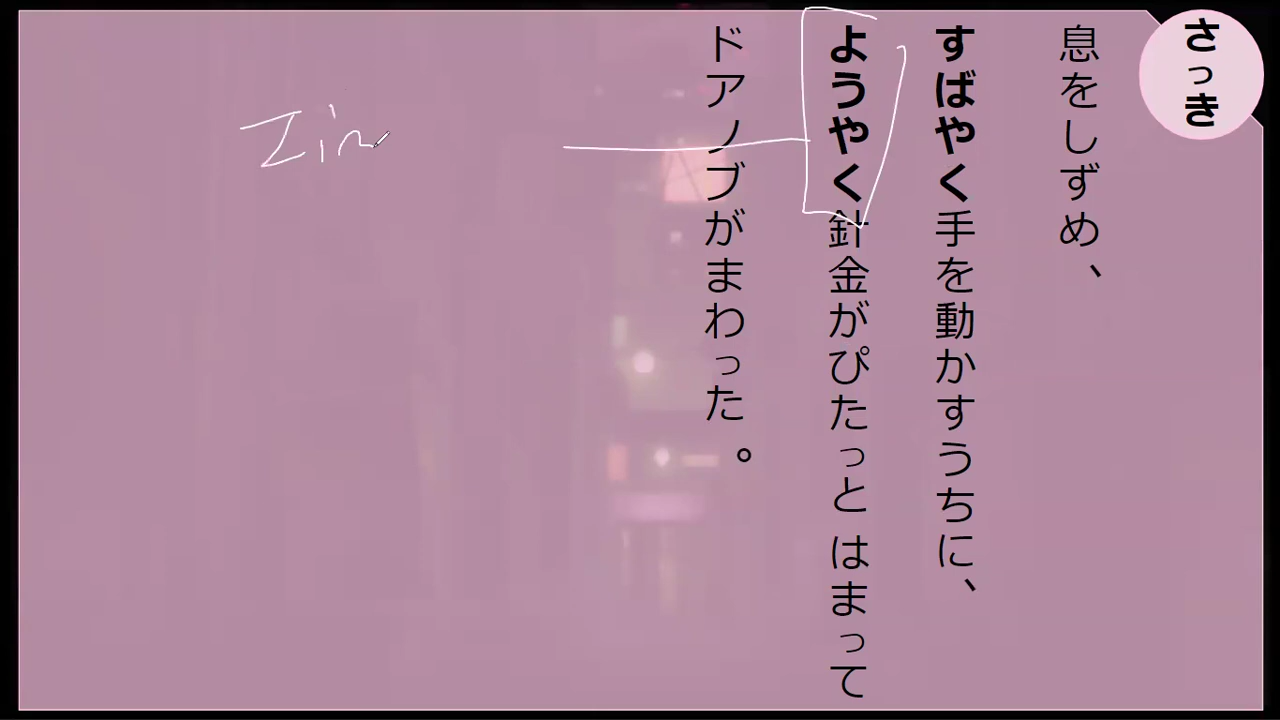 さっき
息をしずめ、
すばやく手を動かすうちに、
ようやく針金がぴたっと はまって
ドアノブがまわった。